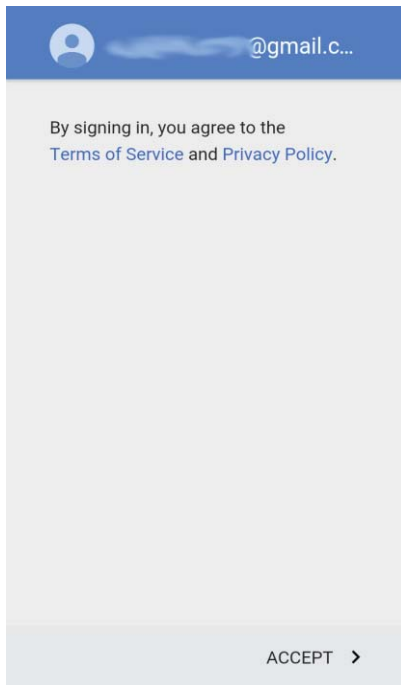 @gmail.c...
By signing in, you agree to the
Terms of Service and Privacy Policy.
ACCEPT